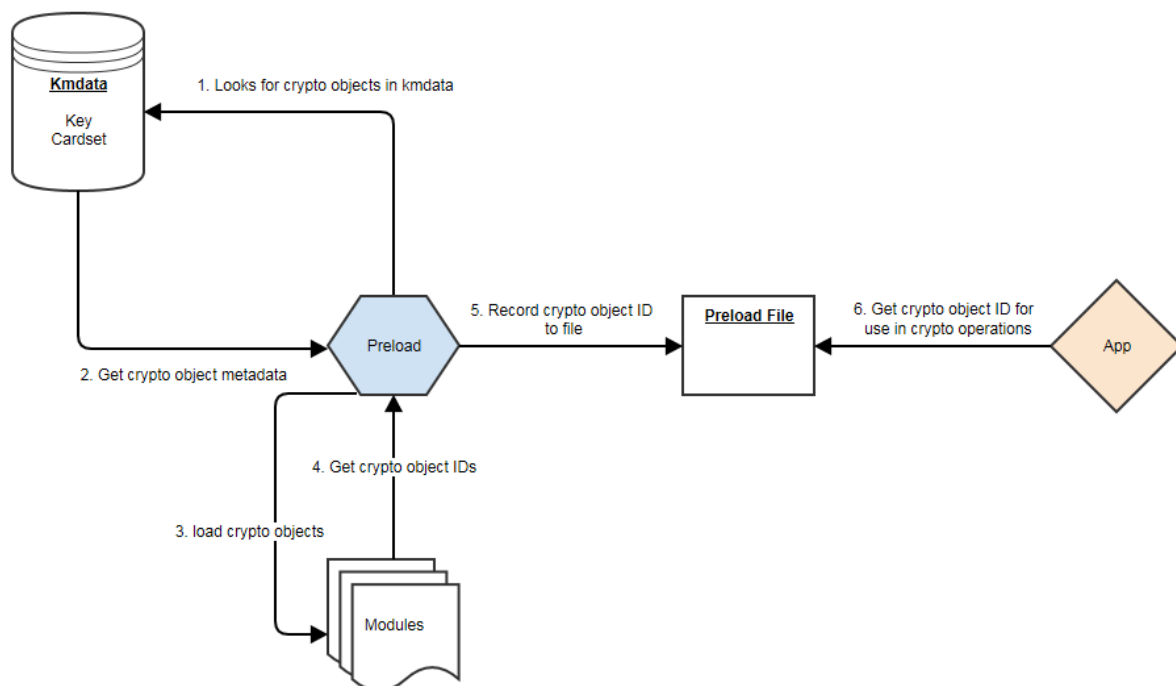 Kmdata
Key
Cardset
1. Looks for crypto objects in kmdata
2. Get crypto object metadata
Preload
5. Record crypto object ID
to file
Preload File
6. Get crypto object ID for
use in crypto operations
App
4. Get crypto object IDs
3. load crypto objects
Modules